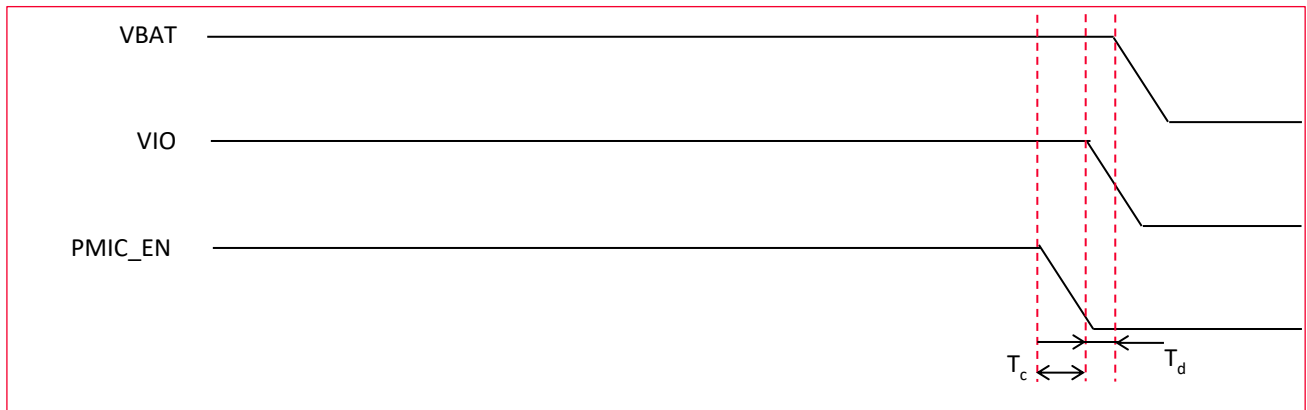 VBAT
VIO
PMIC_EN
Tc
Td